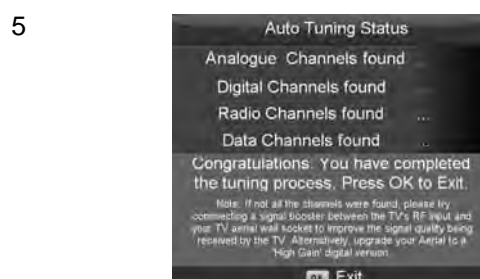 5
Auto Tuning Status
Analogue Channels found
Digital Channels found
Radio Channels found ...
Data Channels found ..
Congratulations. You have completed
the tuning process. Press OK to Exit.
Note: If not all the channels were found, please try
connecting a signal booster between the TV's RF input and
your TV aerial wall socket to improve the signal quality being
received by the TV. Alternatively, upgrade your Aerial to a
'High Gain' digital version.
OK Exit